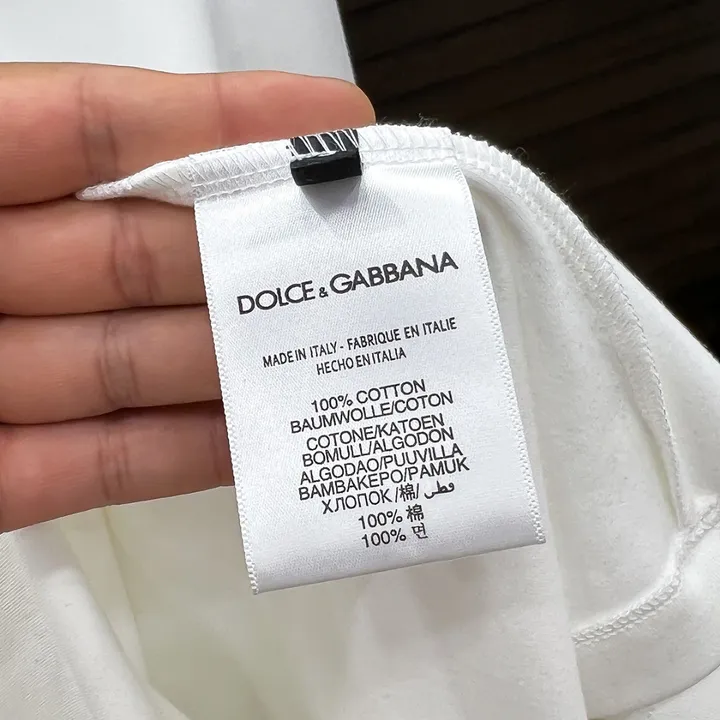 DOLCE & GABBANA
MADE IN ITALY - FABRIQUE EN ITALIE
HECHO EN ITALIA
100% COTTON
BAUMWOLLE/COTON
COTONE/KATOEN
BOMULL/ALGODON
ALGODAO/PUUVILLA
BAMBAKEPO/PAMUK
ХЛОПОК /棉/ قطن
100% 棉
100% 면